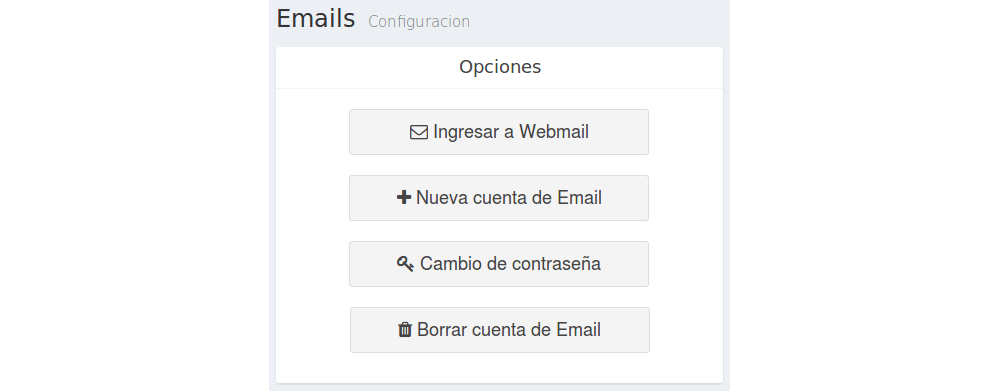 Emails Configuracion
Opciones
Ingresar a Webmail
Nueva cuenta de Email
Cambio de contraseña
Borrar cuenta de Email